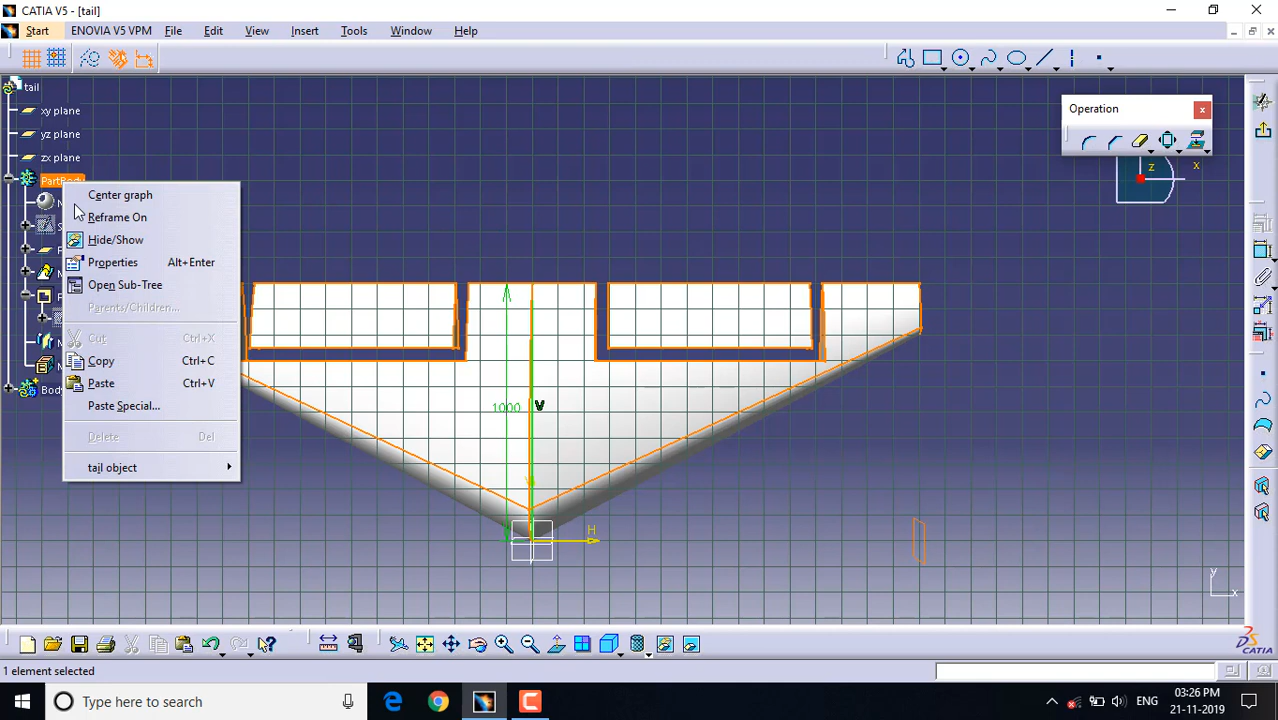 CATIA V5 - [tail]
Start ENOVIA V5 VPM File Edit View Insert Tools Window Help
tail
xy plane
yz plane
zx plane
PartBody
Center graph
Reframe On
Hide/Show
Properties Alt+Enter
Open Sub-Tree
Parents/Children...
Cut Ctrl+X
Copy Ctrl+C
Paste Ctrl+V
Paste Special...
Delete Del
tail object
Operation
z
x
1000
V
H
y
x
CATIA
1 element selected
Type here to search
ENG
03:26 PM
21-11-2019